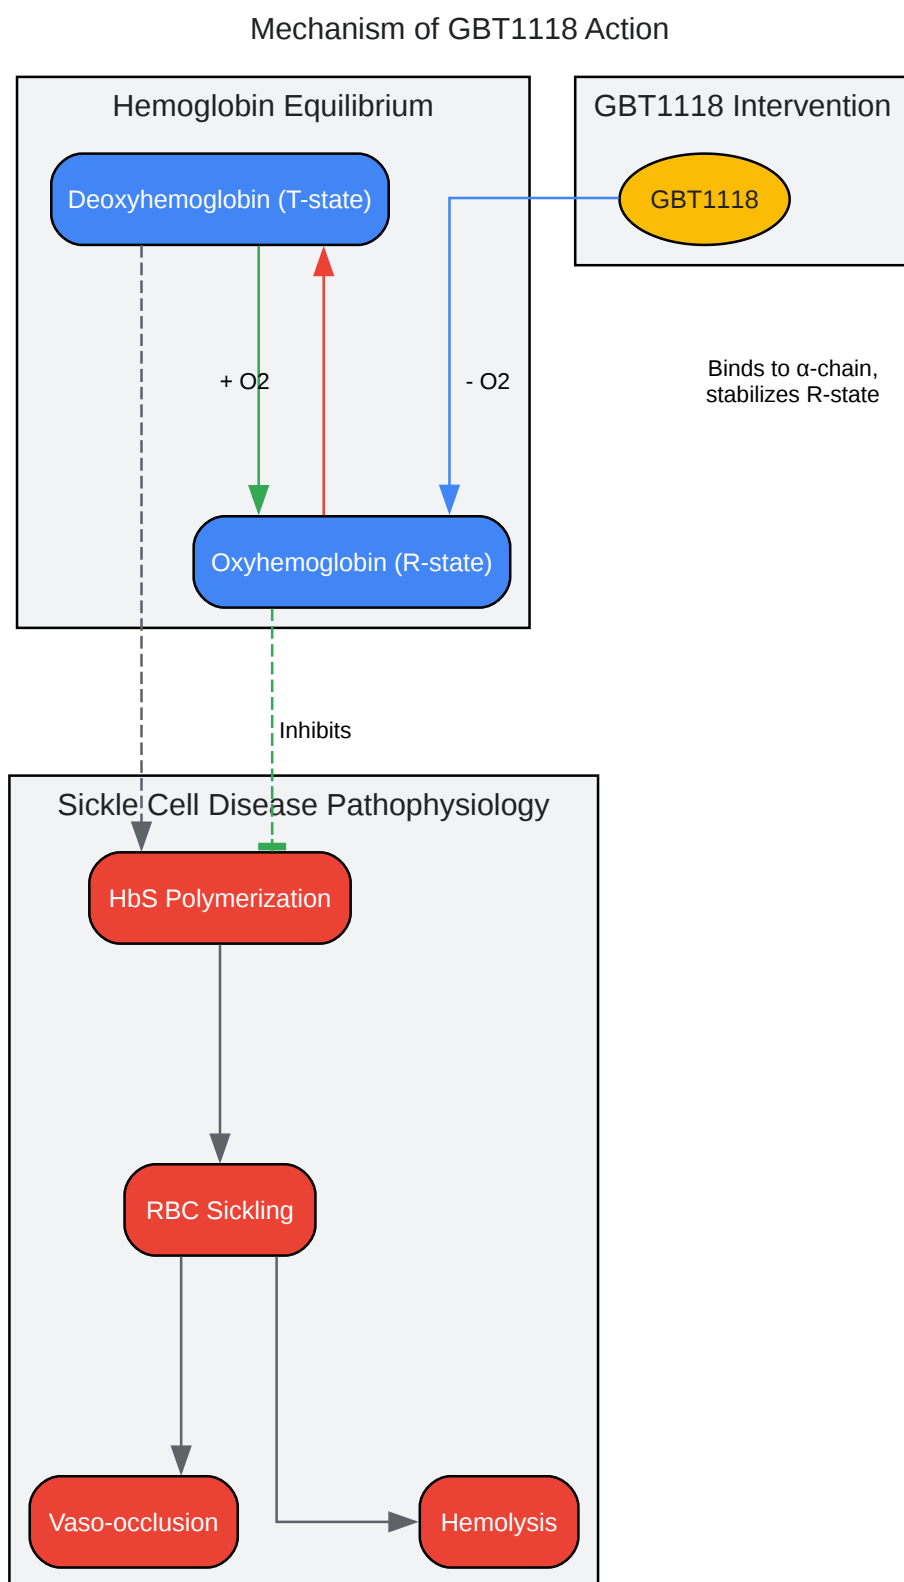 Mechanism of GBT1118 Action
Hemoglobin Equilibrium
GBT1118 Intervention
Deoxyhemoglobin (T-state)
GBT1118
+ O2
- O2
Binds to α-chain,
stabilizes R-state
Oxyhemoglobin (R-state)
Inhibits
Sickle Cell Disease Pathophysiology
HbS Polymerization
RBC Sickling
Vaso-occlusion
Hemolysis